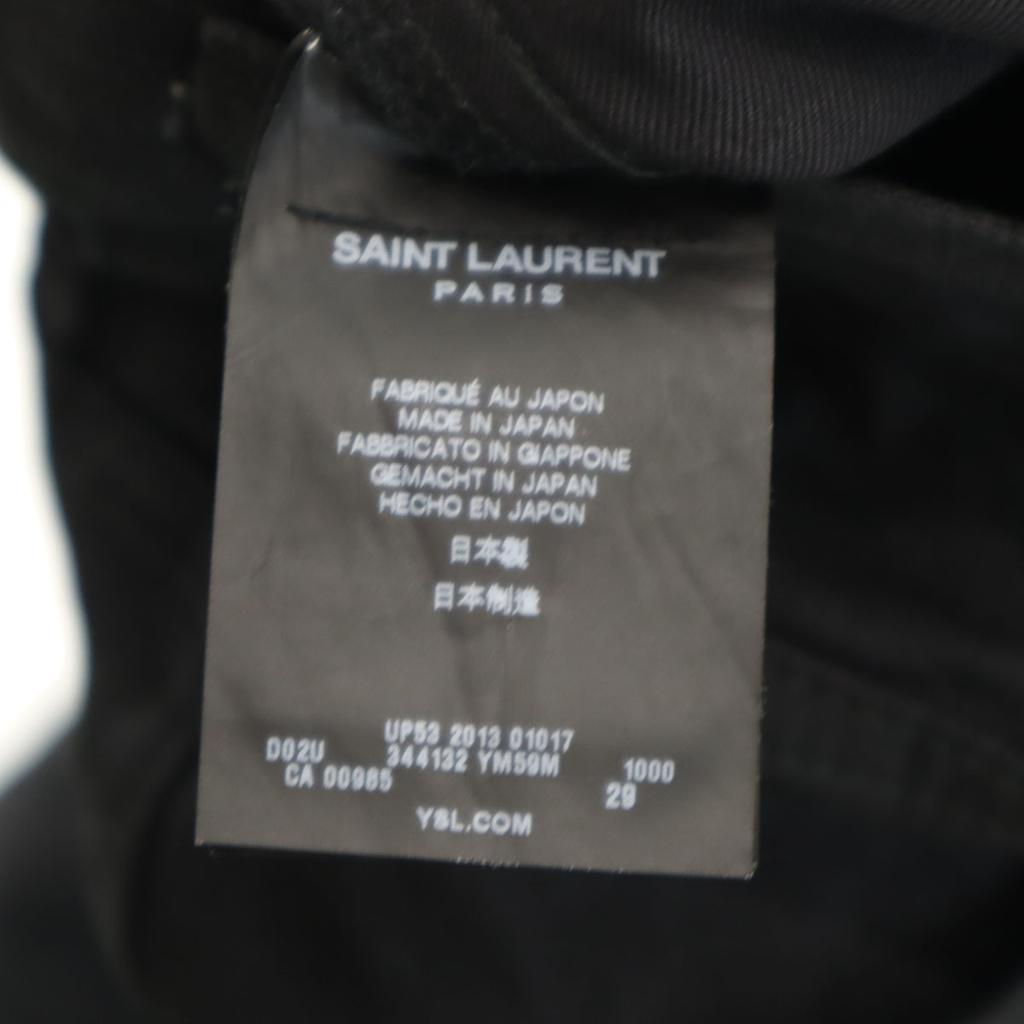 SAINT LAURENT
PARIS
FABRIQUÉ AU JAPON
MADE IN JAPAN
FABBRICATO IN GIAPPONE
GEMACHT IN JAPAN
HECHO EN JAPON
日本製
日本制造
UP53 2013 01017
D02U 344132 YM59M 1000
CA 00985 29
YSL.COM